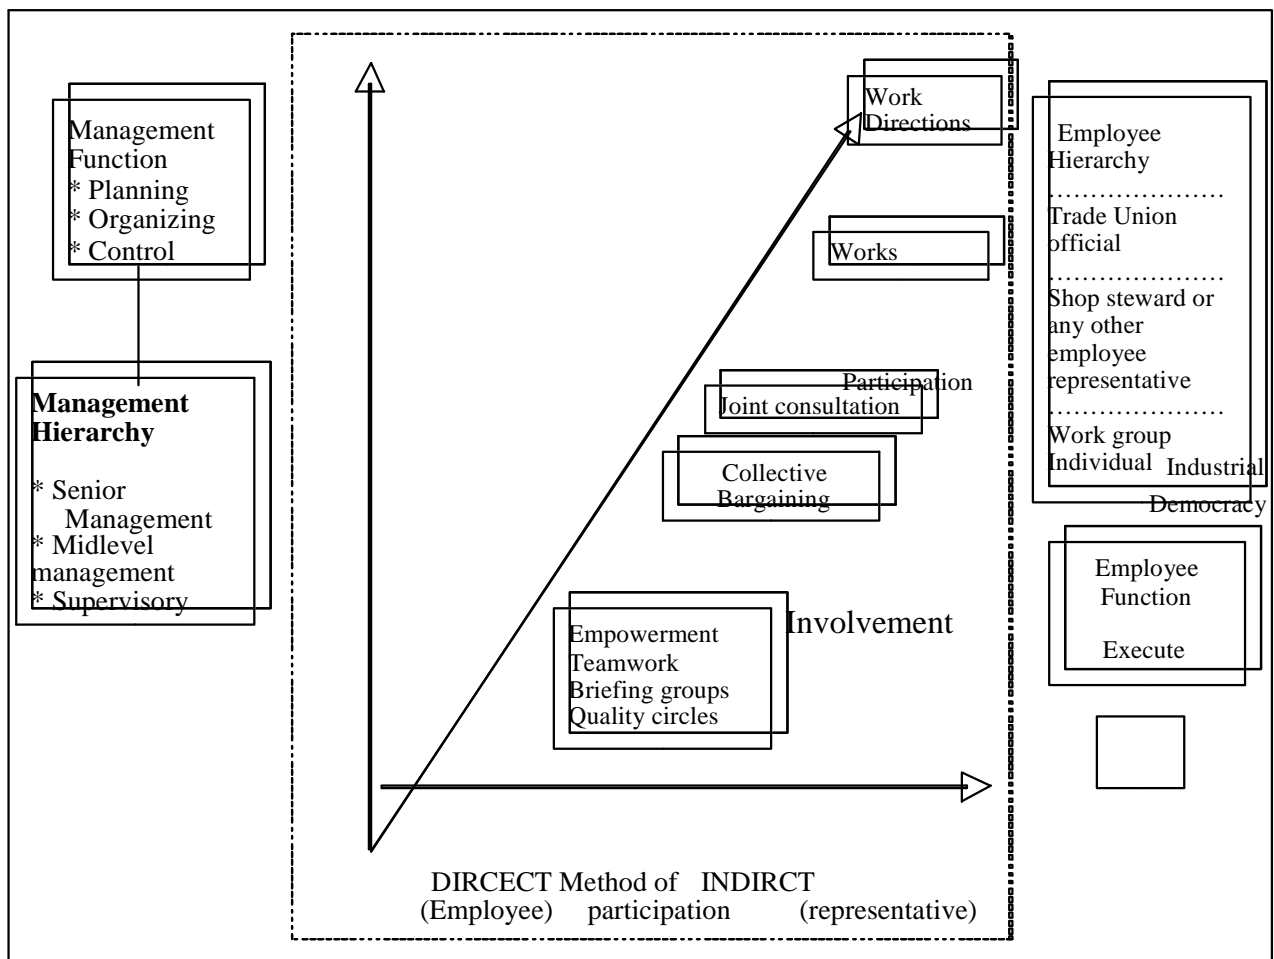 Management
Function
* Planning
* Organizing
* Control
Management
Hierarchy
* Senior
Management
* Midlevel
management
* Supervisory
Work
Directions
Works
Participation
Joint consultation
Collective
Bargaining
Involvement
Empowerment
Teamwork
Briefing groups
Quality circles
DIRCECT Method of INDIRCT
(Employee) participation (representative)
Employee
Hierarchy
.....................
Trade Union
official
.....................
Shop steward or
any other
employee
representative
.....................
Work group
Individual
Industrial
Democracy
Employee
Function
Execute